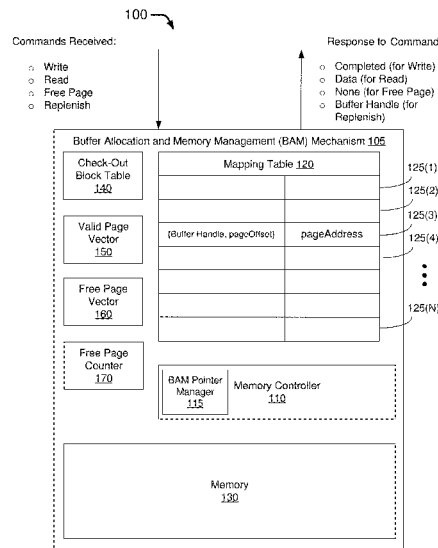 100
Commands Received:
○ Write
○ Read
○ Free Page
○ Replenish
Response to Command
○ Completed (for Write)
○ Data (for Read)
○ None (for Free Page)
○ Buffer Handle (for
Replenish)
Buffer Allocation and Memory Management (BAM) Mechanism 105
Check-Out
Block Table
140
Mapping Table 120
125(1)
125(2)
Valid Page
Vector
150
{Buffer Handle, pageOffset}
pageAddress
125(3)
125(4)
Free Page
Vector
160
125(N)
Free Page
Counter
170
BAM Pointer
Manager
115
Memory Controller
110
Memory
130